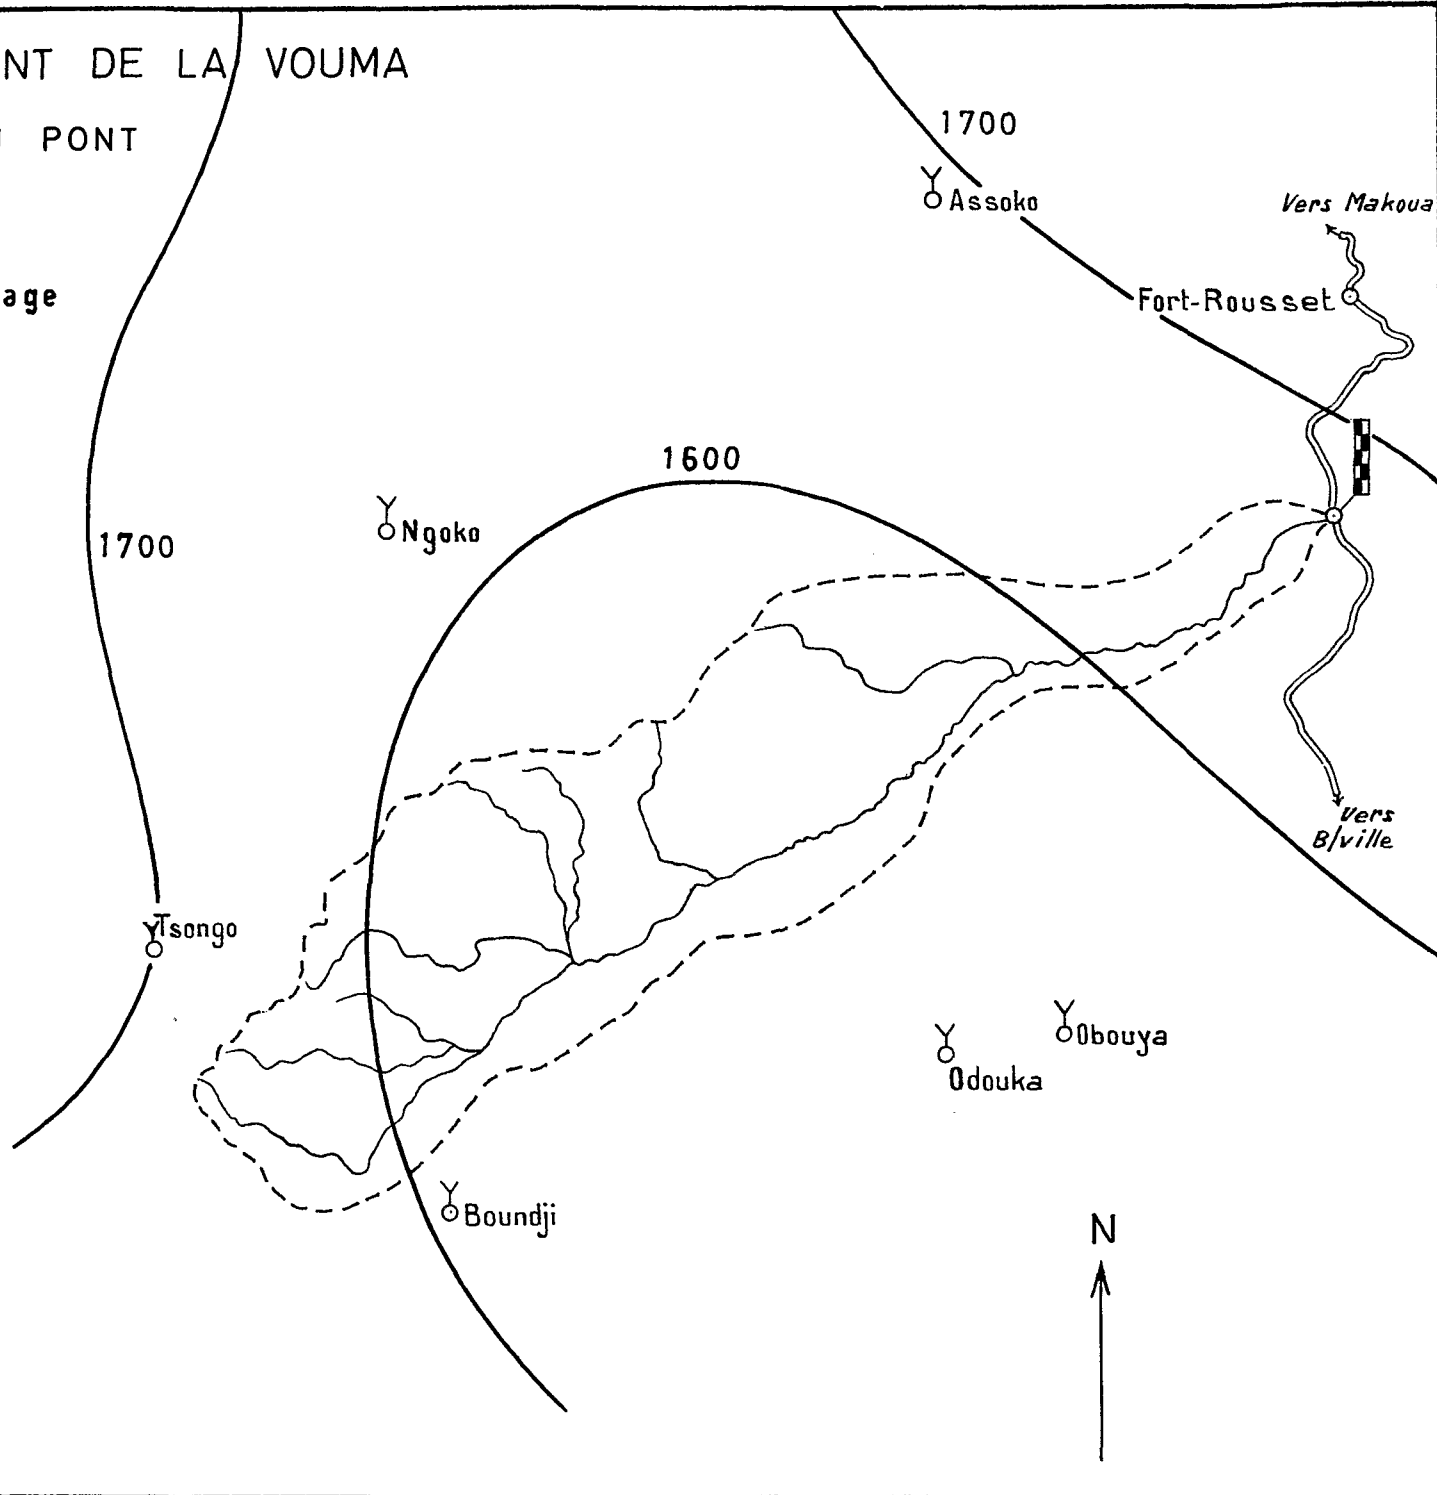 NT DE LA VOUMA
PONT
1700
Assoko
Vers Makoua
age
Fort-Rousset
1600
Ngoko
1700
Vers
B/ville
Tsongo
Obouya
Odouka
Boundji
N